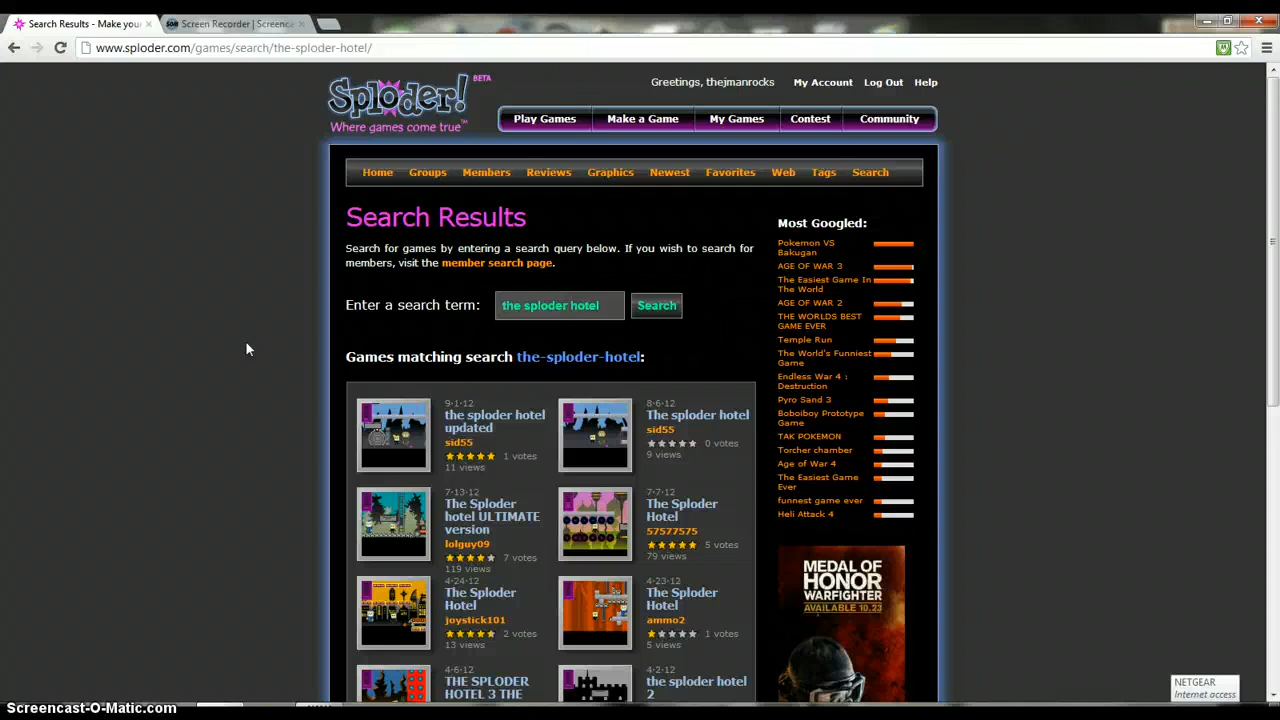 Search Results - Make your
Screen Recorder | Screenca
www.sploder.com/games/search/the-sploder-hotel/
Sploder! BETA
Where games come true™
Greetings, thejmanrocks My Account Log Out Help
Play Games Make a Game My Games Contest Community
Home Groups Members Reviews Graphics Newest Favorites Web Tags Search
Search Results
Search for games by entering a search query below. If you wish to search for
members, visit the member search page.
Enter a search term: the sploder hotel Search
Games matching search the-sploder-hotel:
9-1-12
the sploder hotel
updated
sid55
1 votes
11 views
8-6-12
The sploder hotel
sid55
0 votes
9 views
7-13-12
The Sploder
hotel ULTIMATE
version
lolguy09
7 votes
119 views
7-7-12
The Sploder
Hotel
57577575
5 votes
79 views
4-24-12
The Sploder
Hotel
joystick101
2 votes
13 views
4-23-12
The Sploder
Hotel
ammo2
1 votes
5 views
4-6-12
THE SPLODER
HOTEL 3 THE
4-2-12
the sploder hotel
2
Most Googled:
Pokemon VS
Bakugan
AGE OF WAR 3
The Easiest Game In
The World
AGE OF WAR 2
THE WORLDS BEST
GAME EVER
Temple Run
The World's Funniest
Game
Endless War 4 :
Destruction
Pyro Sand 3
Boboiboy Prototype
Game
TAK POKEMON
Torcher chamber
Age of War 4
The Easiest Game
Ever
funnest game ever
Heli Attack 4
MEDAL OF
HONOR
WARFIGHTER
AVAILABLE 10.23
NETGEAR
Internet access
Screencast-O-Matic.com